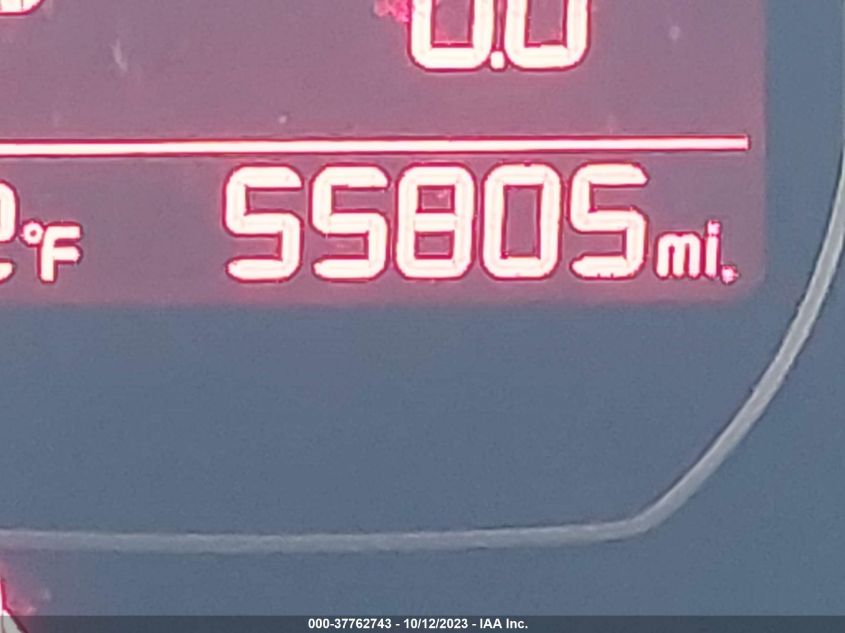 0.0
°F 55805 mi.
000-37762743 - 10/12/2023 - IAA Inc.